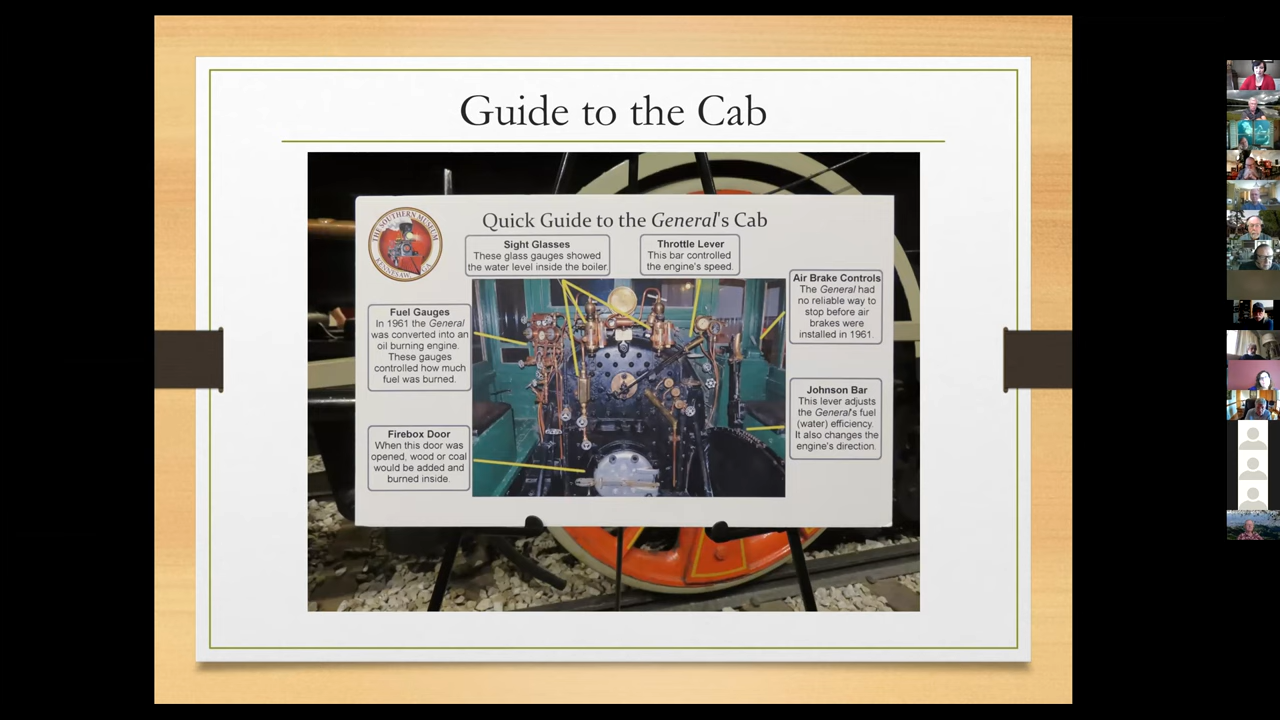 Guide to the Cab
THE SOUTHERN MUSEUM
KENNESAW, GA
Quick Guide to the General's Cab
Sight Glasses
These glass gauges showed
the water level inside the boiler.
Throttle Lever
This bar controlled
the engine's speed.
Air Brake Controls
The General had
no reliable way to
stop before air
brakes were
installed in 1961.
Fuel Gauges
In 1961 the General
was converted into an
oil burning engine.
These gauges
controlled how much
fuel was burned.
Johnson Bar
This lever adjusts
the General's fuel
(water) efficiency.
It also changes the
engine's direction.
Firebox Door
When this door was
opened, wood or coal
would be added and
burned inside.